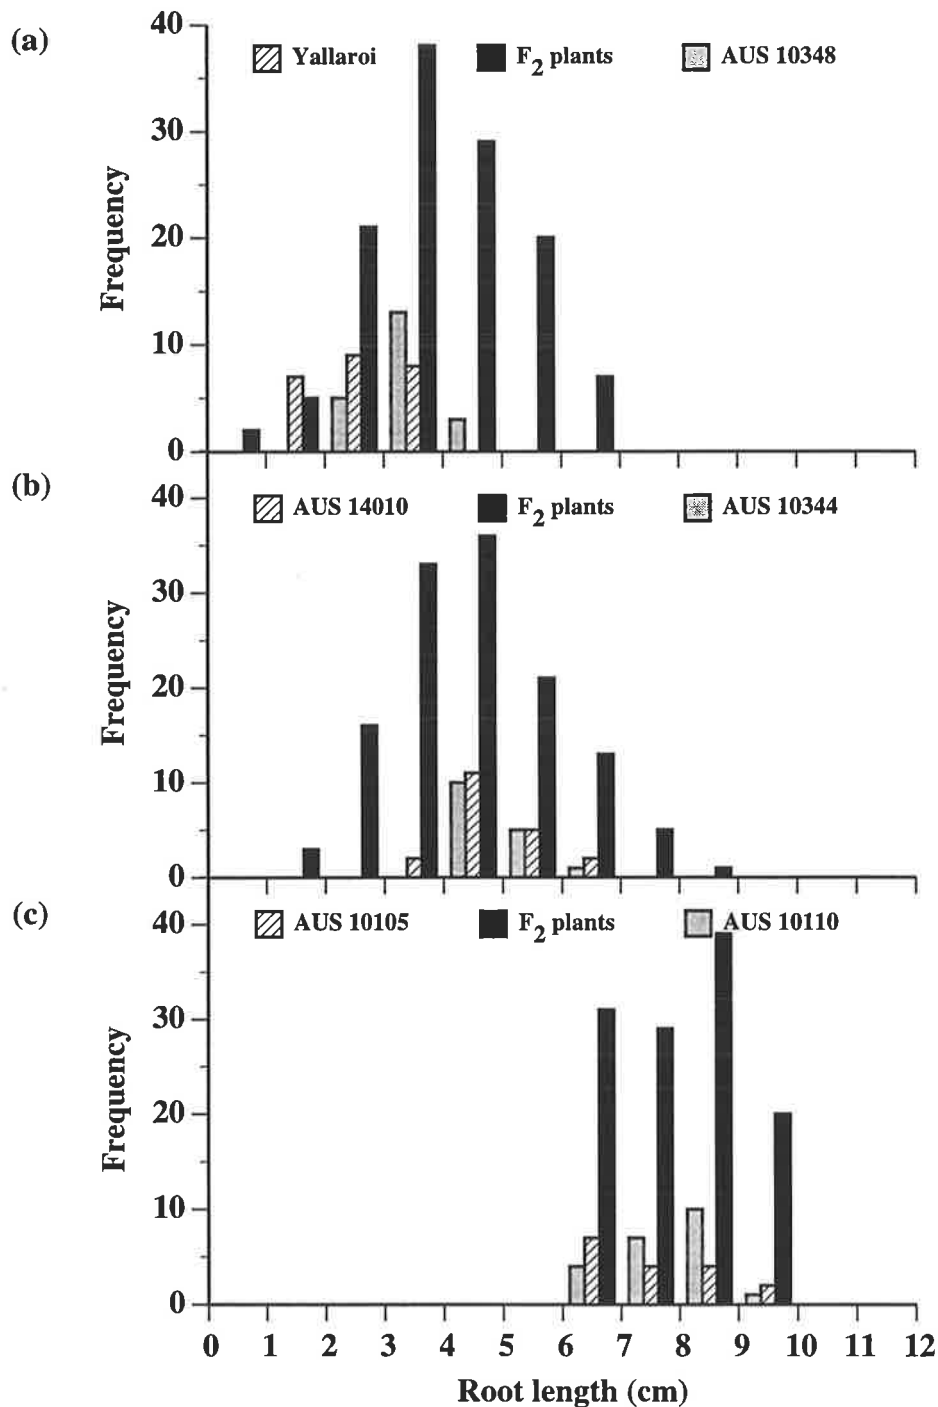 (a)
40
Yallaroi F2 plants AUS 10348
30
Frequency
20
10
0
(b)
40
AUS 14010 F2 plants AUS 10344
30
Frequency
20
10
0
(c)
40
AUS 10105 F2 plants AUS 10110
30
Frequency
20
10
0
0 1 2 3 4 5 6 7 8 9 10 11 12
Root length (cm)